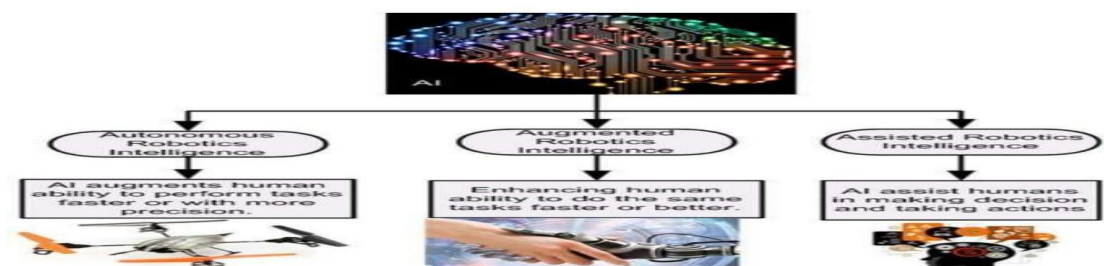 AI
Autonomous
Robotics
Intelligence
Augmented
Robotics
Intelligence
Assisted Robotics
Intelligence
AI augments human
ability to perform tasks
faster or with more
precision.
Enhancing human
ability to do the same
tasks faster or better.
AI assist humans
in making decision
and taking actions